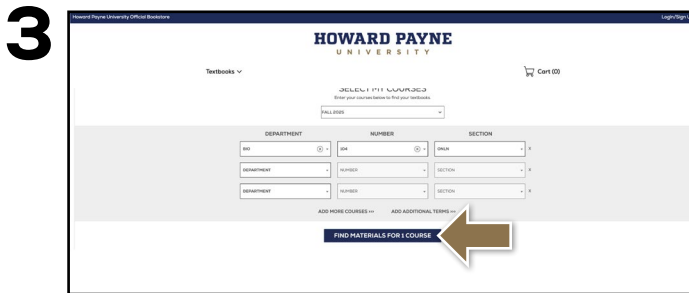 3
Howard Payne University Official Bookstore
Login/Sign U
HOWARD PAYNE
UNIVERSITY
Textbooks
Cart (0)
SELECT MY COURSES
Enter your courses below to find your textbooks.
FALL 2025
DEPARTMENT NUMBER SECTION
BIO 104 ONLN X
DEPARTMENT NUMBER SECTION X
DEPARTMENT NUMBER SECTION X
ADD MORE COURSES >>> ADD ADDITIONAL TERMS >>>
FIND MATERIALS FOR 1 COURSE